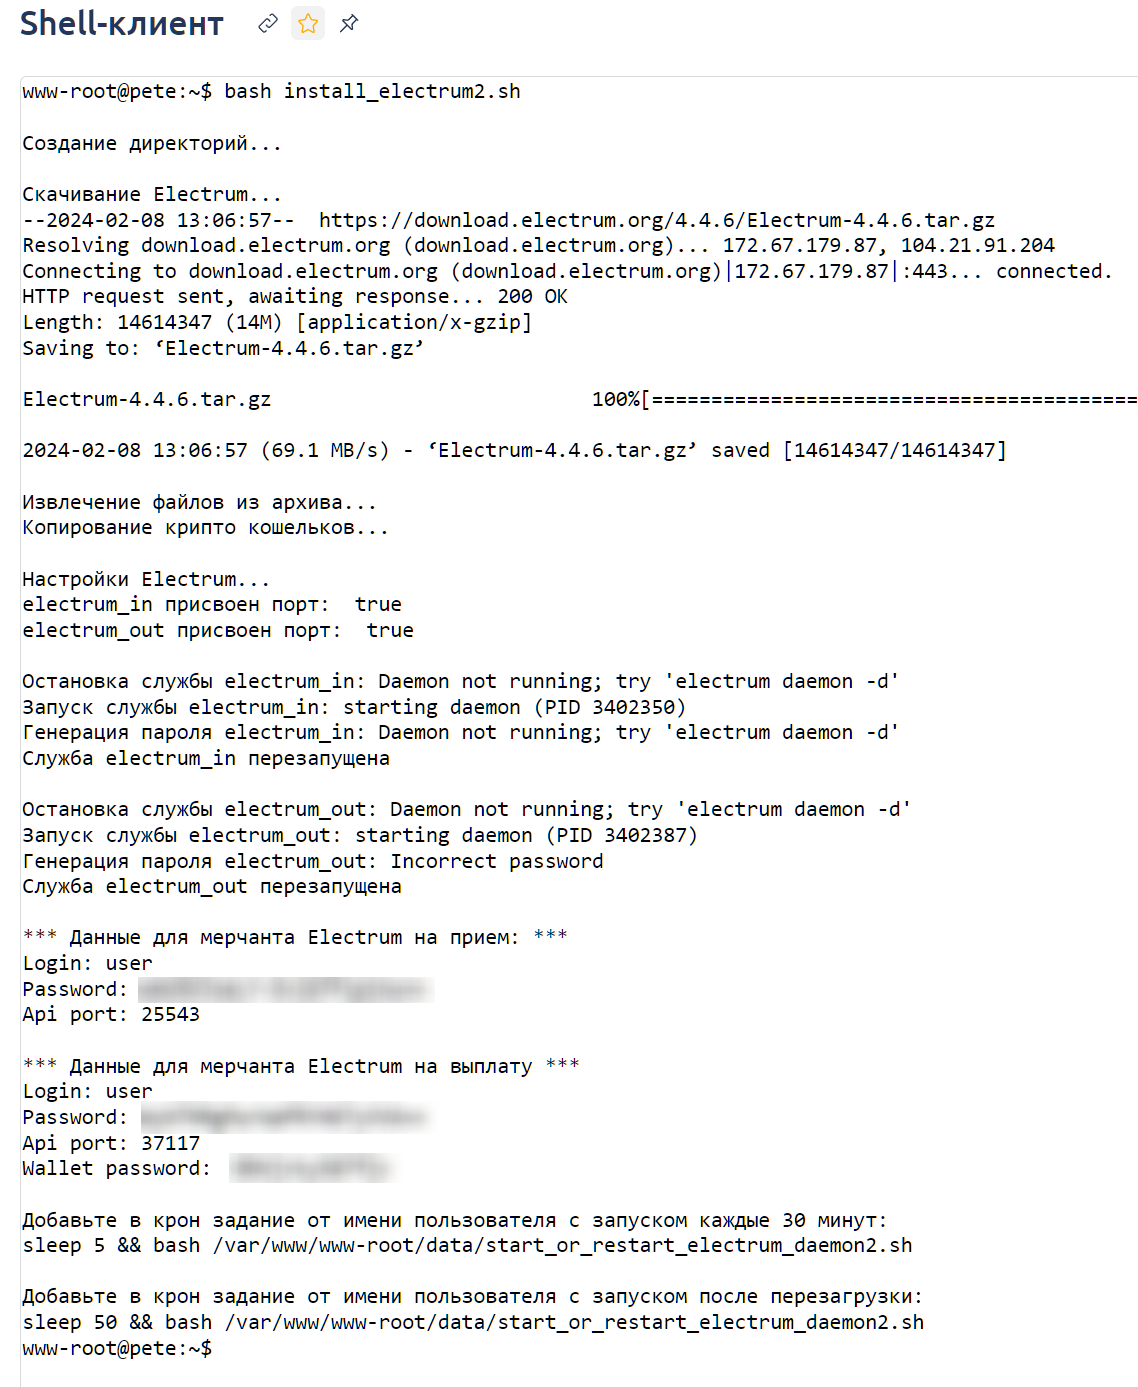 Shell-клиент
www-root@pete:~$ bash install_electrum2.sh
Создание директорий...
Скачивание Electrum...
--2024-02-08 13:06:57--  https://download.electrum.org/4.4.6/Electrum-4.4.6.tar.gz
Resolving download.electrum.org (download.electrum.org)... 172.67.179.87, 104.21.91.204
Connecting to download.electrum.org (download.electrum.org)|172.67.179.87|:443... connected.
HTTP request sent, awaiting response... 200 OK
Length: 14614347 (14M) [application/x-gzip]
Saving to: ‘Electrum-4.4.6.tar.gz’
Electrum-4.4.6.tar.gz                           100%[=========================================
2024-02-08 13:06:57 (69.1 MB/s) - ‘Electrum-4.4.6.tar.gz’ saved [14614347/14614347]
Извлечение файлов из архива...
Копирование крипто кошельков...
Настройки Electrum...
electrum_in присвоен порт:  true
electrum_out присвоен порт:  true
Остановка службы electrum_in: Daemon not running; try 'electrum daemon -d'
Запуск службы electrum_in: starting daemon (PID 3402350)
Генерация пароля electrum_in: Daemon not running; try 'electrum daemon -d'
Служба electrum_in перезапущена
Остановка службы electrum_out: Daemon not running; try 'electrum daemon -d'
Запуск службы electrum_out: starting daemon (PID 3402387)
Генерация пароля electrum_out: Incorrect password
Служба electrum_out перезапущена
*** Данные для мерчанта Electrum на прием: ***
Login: user
Password:
Api port: 25543
*** Данные для мерчанта Electrum на выплату ***
Login: user
Password:
Api port: 37117
Wallet password:
Добавьте в крон задание от имени пользователя с запуском каждые 30 минут:
sleep 5 && bash /var/www/www-root/data/start_or_restart_electrum_daemon2.sh
Добавьте в крон задание от имени пользователя с запуском после перезагрузки:
sleep 50 && bash /var/www/www-root/data/start_or_restart_electrum_daemon2.sh
www-root@pete:~$